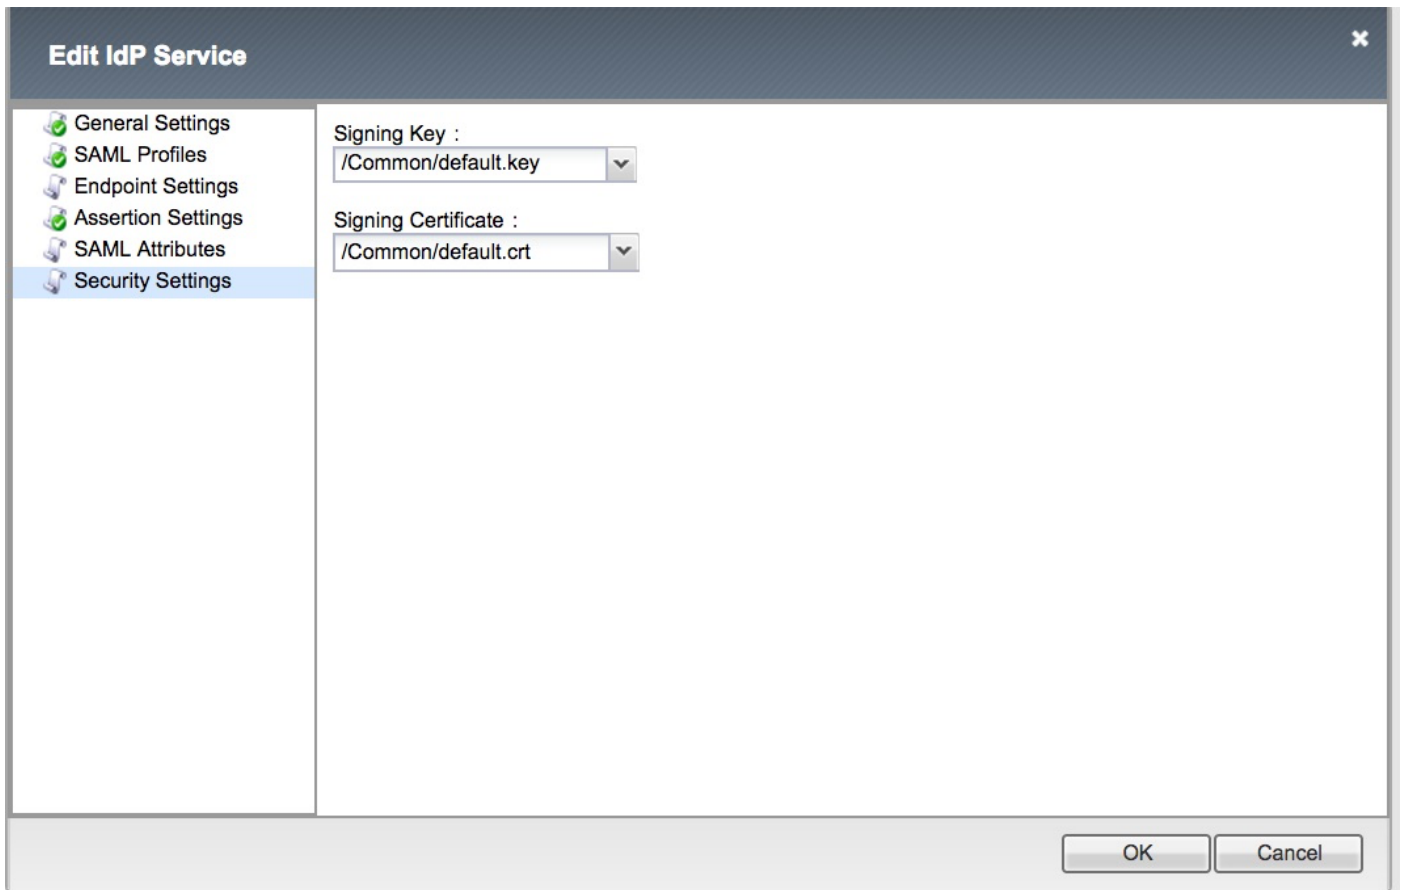 Edit IdP Service
General Settings
SAML Profiles
Endpoint Settings
Assertion Settings
SAML Attributes
Security Settings
Signing Key :
/Common/default.key
Signing Certificate :
/Common/default.crt
OK
Cancel